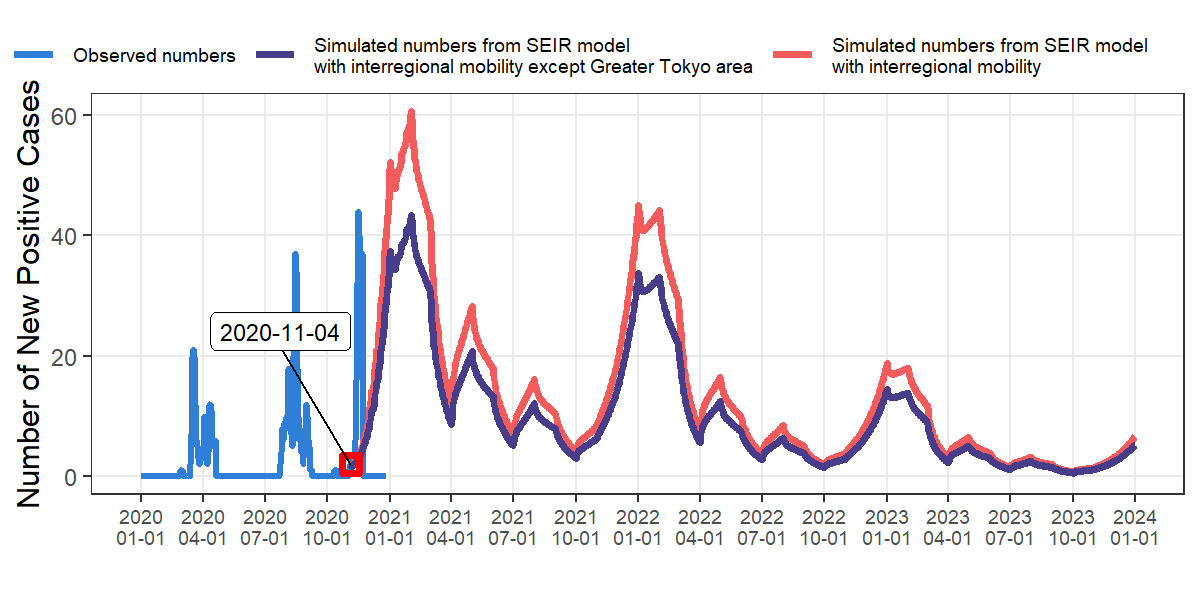 Observed numbers
Simulated numbers from SEIR model
with interregional mobility except Greater Tokyo area
Simulated numbers from SEIR model
with interregional mobility
Number of New Positive Cases
60
40
20
0
2020-11-04
2020 2020 2020 2020 2021 2021 2021 2021 2022 2022 2022 2022 2023 2023 2023 2023 2024
01-01 04-01 07-01 10-01 01-01 04-01 07-01 10-01 01-01 04-01 07-01 10-01 01-01 04-01 07-01 10-01 01-01